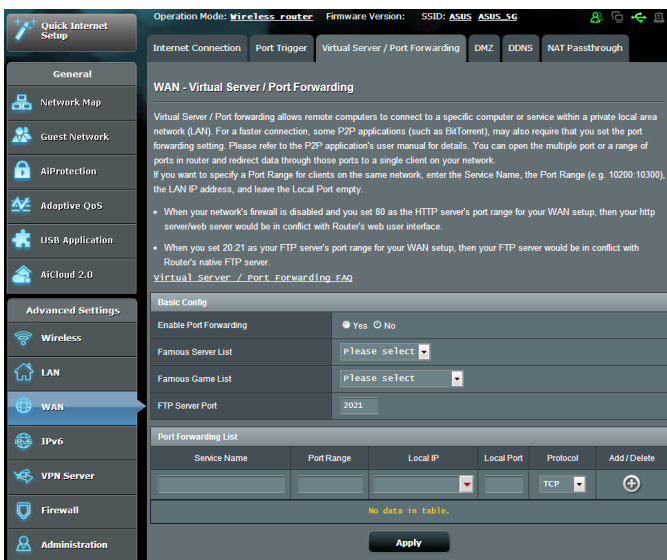 Quick Internet
Setup
Operation Mode: Wireless router Firmware Version: SSID: ASUS ASUS_5G
Internet Connection Port Trigger Virtual Server / Port Forwarding DMZ DDNS NAT Passthrough
General
Network Map
Guest Network
AiProtection
Adaptive QoS
USB Application
AiCloud 2.0
Advanced Settings
Wireless
LAN
WAN
IPv6
VPN Server
Firewall
Administration
WAN - Virtual Server / Port Forwarding
Virtual Server / Port forwarding allows remote computers to connect to a specific computer or service within a private local area
network (LAN). For a faster connection, some P2P applications (such as BitTorrent), may also require that you set the port
forwarding setting. Please refer to the P2P application's user manual for details. You can open the multiple port or a range of
ports in router and redirect data through those ports to a single client on your network.
If you want to specify a Port Range for clients on the same network, enter the Service Name, the Port Range (e.g. 10200:10300),
the LAN IP address, and leave the Local Port empty.
• When your network's firewall is disabled and you set 80 as the HTTP server's port range for your WAN setup, then your http
server/web server would be in conflict with Router's web user interface.
• When you set 20:21 as your FTP server's port range for your WAN setup, then your FTP server would be in conflict with
Router's native FTP server.
Virtual Server / Port Forwarding FAQ
Basic Config
Enable Port Forwarding Yes No
Famous Server List Please select
Famous Game List Please select
FTP Server Port 2021
Port Forwarding List
Service Name Port Range Local IP Local Port Protocol Add / Delete
TCP
No data in table.
Apply